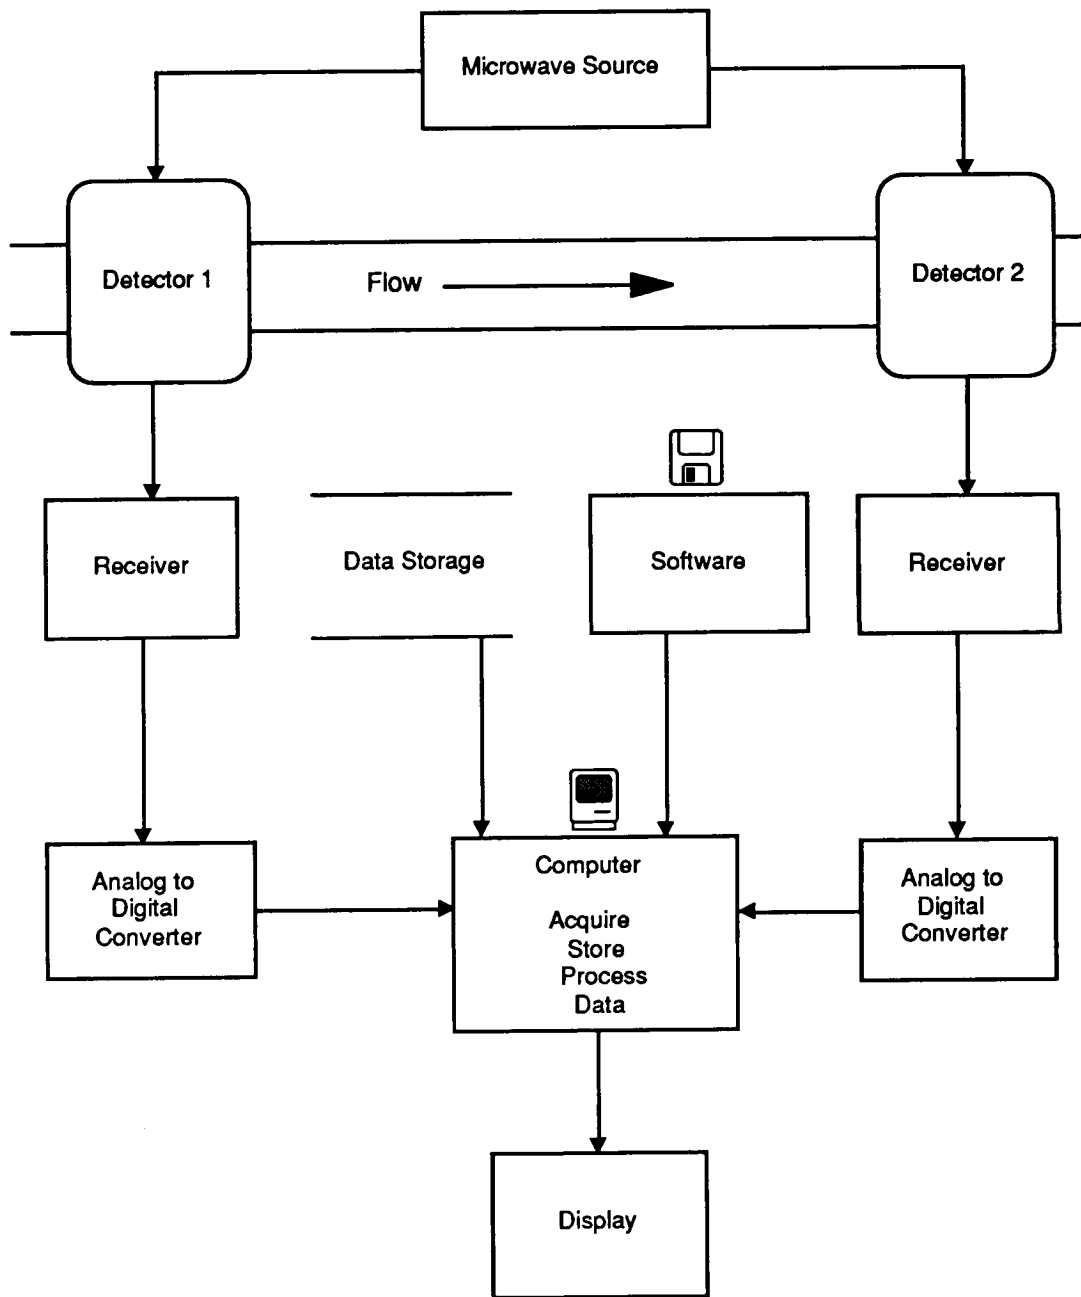 Microwave Source
Detector 1
Flow
Detector 2
Receiver
Data Storage
Software
Receiver
Analog to
Digital
Converter
Computer
Acquire
Store
Process
Data
Analog to
Digital
Converter
Display